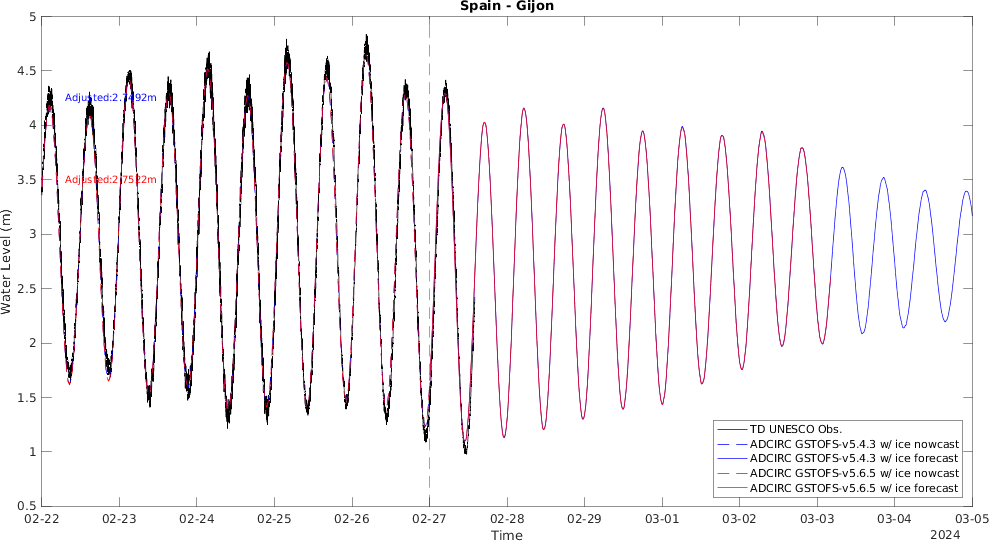 Spain - Gijon
5
4.5
4
3.5
3
2.5
2
1.5
1
0.5
Water Level (m)
Adjusted:2.7492m
Adjusted:2.7522m
TD UNESCO Obs.
ADCIRC GSTOFS-v5.4.3 w/ ice nowcast
ADCIRC GSTOFS-v5.4.3 w/ ice forecast
ADCIRC GSTOFS-v5.6.5 w/ ice nowcast
ADCIRC GSTOFS-v5.6.5 w/ ice forecast
02-22 02-23 02-24 02-25 02-26 02-27 02-28 02-29 03-01 03-02 03-03 03-04 03-05
Time
2024